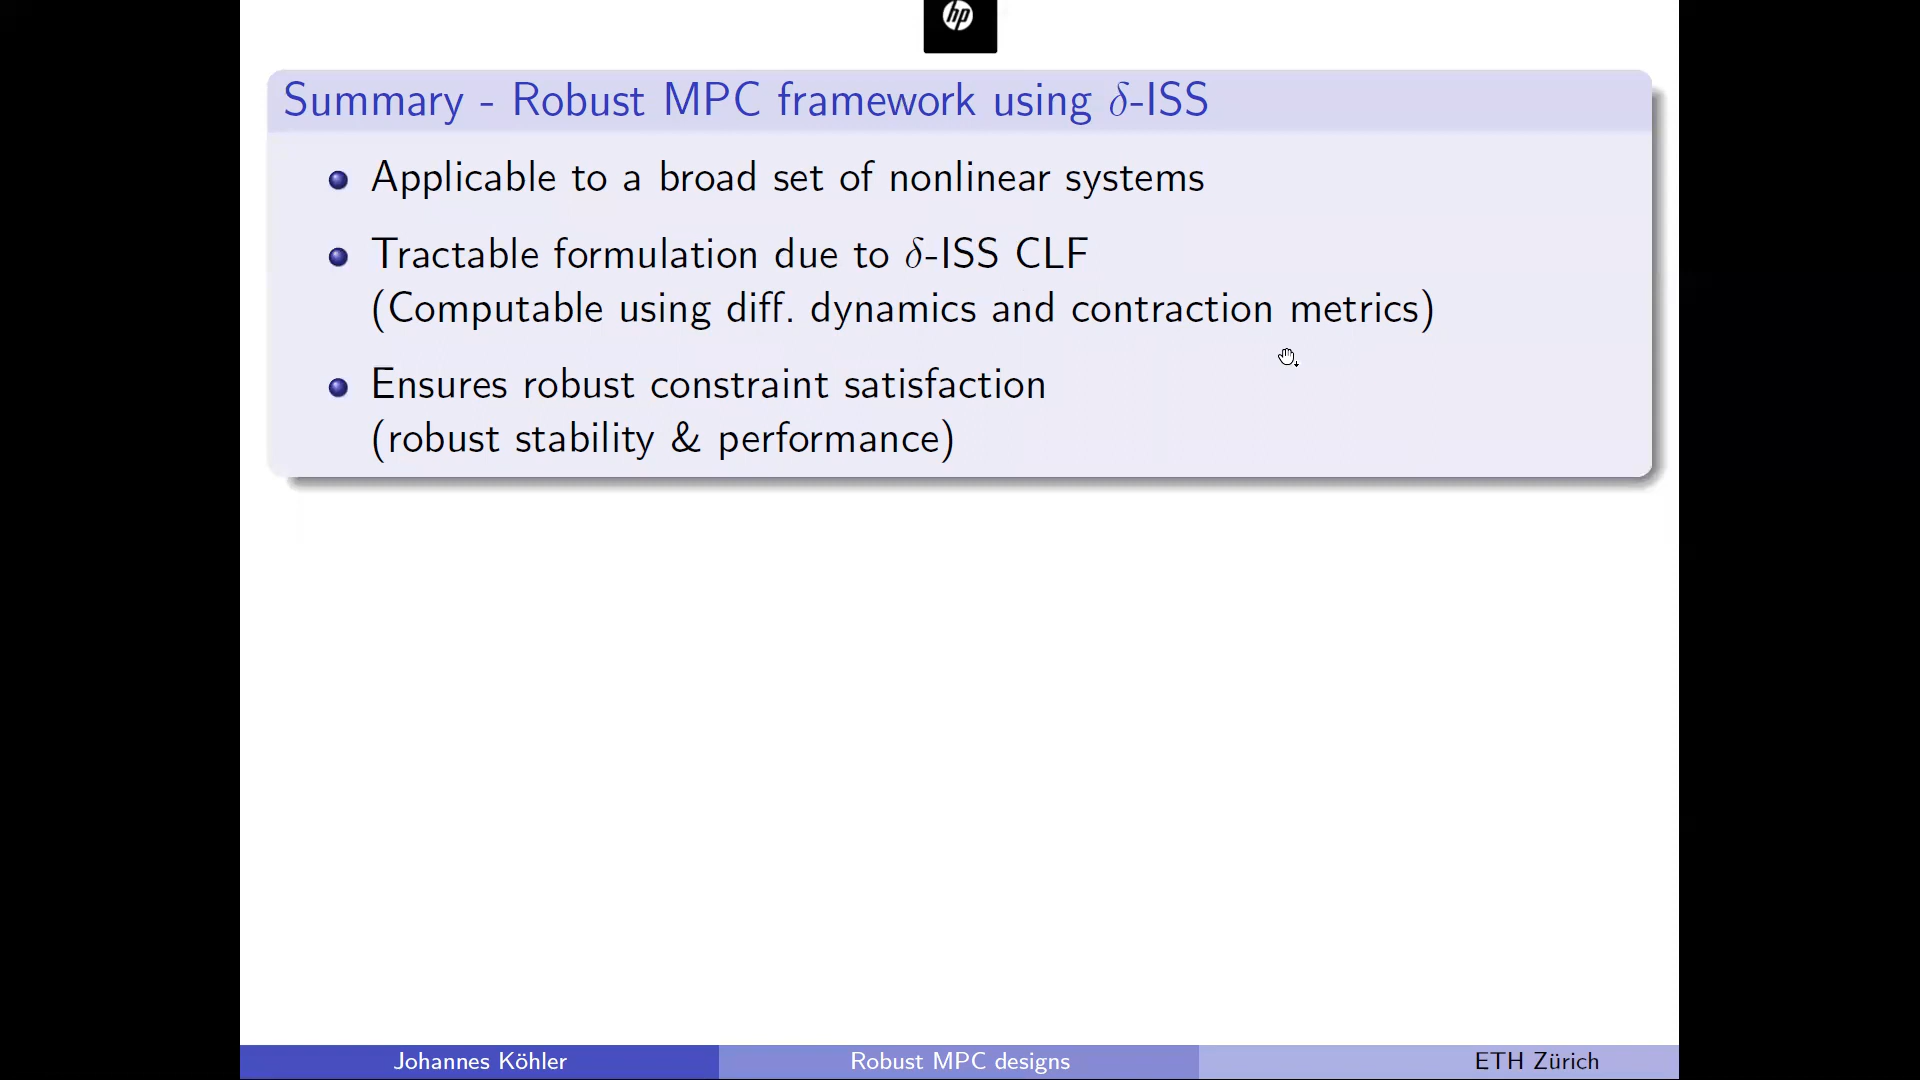 hp
Summary - Robust MPC framework using δ-ISS
Applicable to a broad set of nonlinear systems
Tractable formulation due to δ-ISS CLF
(Computable using diff. dynamics and contraction metrics)
Ensures robust constraint satisfaction
(robust stability & performance)
Johannes Köhler
Robust MPC designs
ETH Zürich